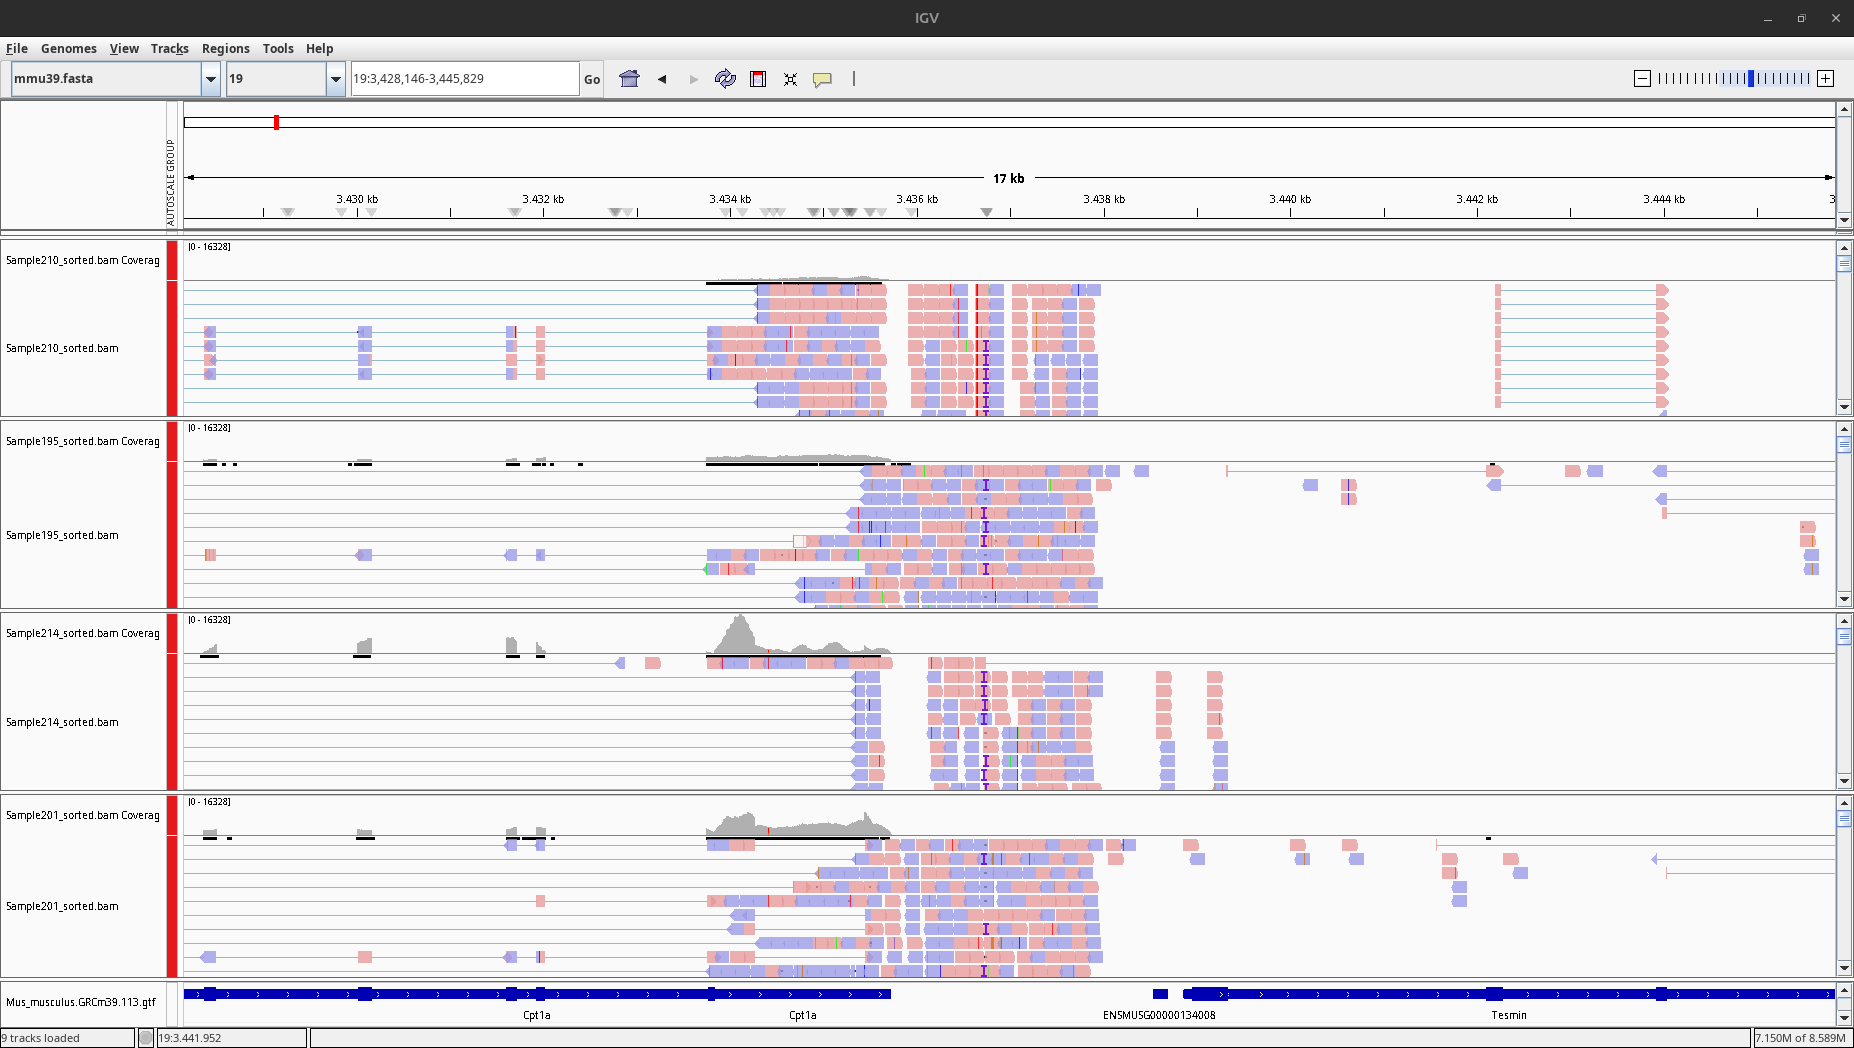 IGV
File Genomes View Tracks Regions Tools Help
mmu39.fasta 19 19:3,428,146-3,445,829 Go
AUTOSCALE GROUP
17 kb
3.430 kb 3.432 kb 3.434 kb 3.436 kb 3.438 kb 3.440 kb 3.442 kb 3.444 kb 3
[0 - 16328]
Sample210_sorted.bam Coverag
Sample210_sorted.bam
[0 - 16328]
Sample195_sorted.bam Coverag
Sample195_sorted.bam
[0 - 16328]
Sample214_sorted.bam Coverag
Sample214_sorted.bam
[0 - 16328]
Sample201_sorted.bam Coverag
Sample201_sorted.bam
Mus_musculus.GRCm39.113.gtf
Cpt1a Cpt1a ENSMUSG00000134008 Tesmin
9 tracks loaded 19:3.441.952 7.150M of 8.589M